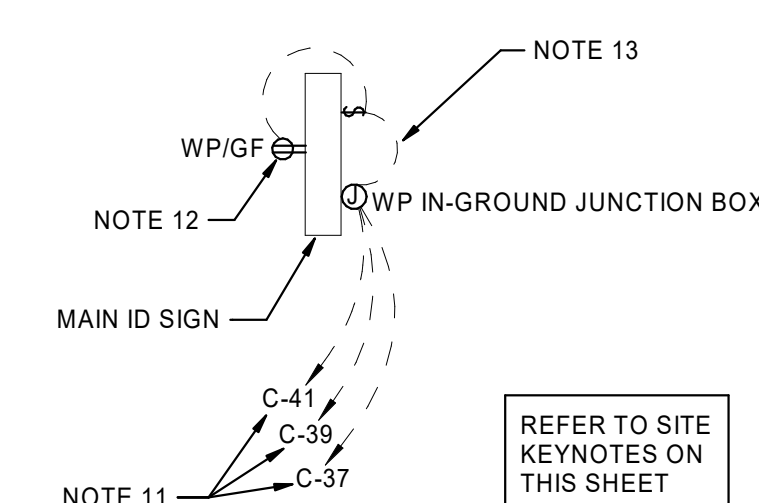 NOTE 13
S
WP/GF
J WP IN-GROUND JUNCTION BOX
NOTE 12
MAIN ID SIGN
C-41
C-39
C-37
NOTE 11
REFER TO SITE
KEYNOTES ON
THIS SHEET